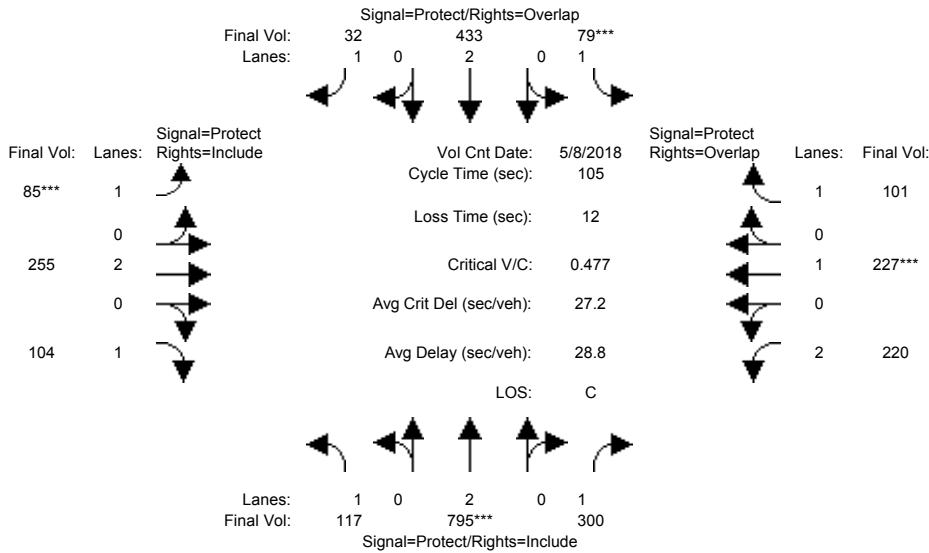 Signal=Protect/Rights=Overlap
Final Vol: 32 433 79***
Lanes: 1 0 2 0 1
Signal=Protect
Final Vol: Lanes: Rights=Include
Vol Cnt Date: 5/8/2018
Signal=Protect
Rights=Overlap Lanes: Final Vol:
Cycle Time (sec): 105
85*** 1
1 101
Loss Time (sec): 12
0
0
255 2
Critical V/C: 0.477
1 227***
0
Avg Crit Del (sec/veh): 27.2
0
104 1
Avg Delay (sec/veh): 28.8
2 220
LOS: C
Lanes: 1 0 2 0 1
Final Vol: 117 795*** 300
Signal=Protect/Rights=Include